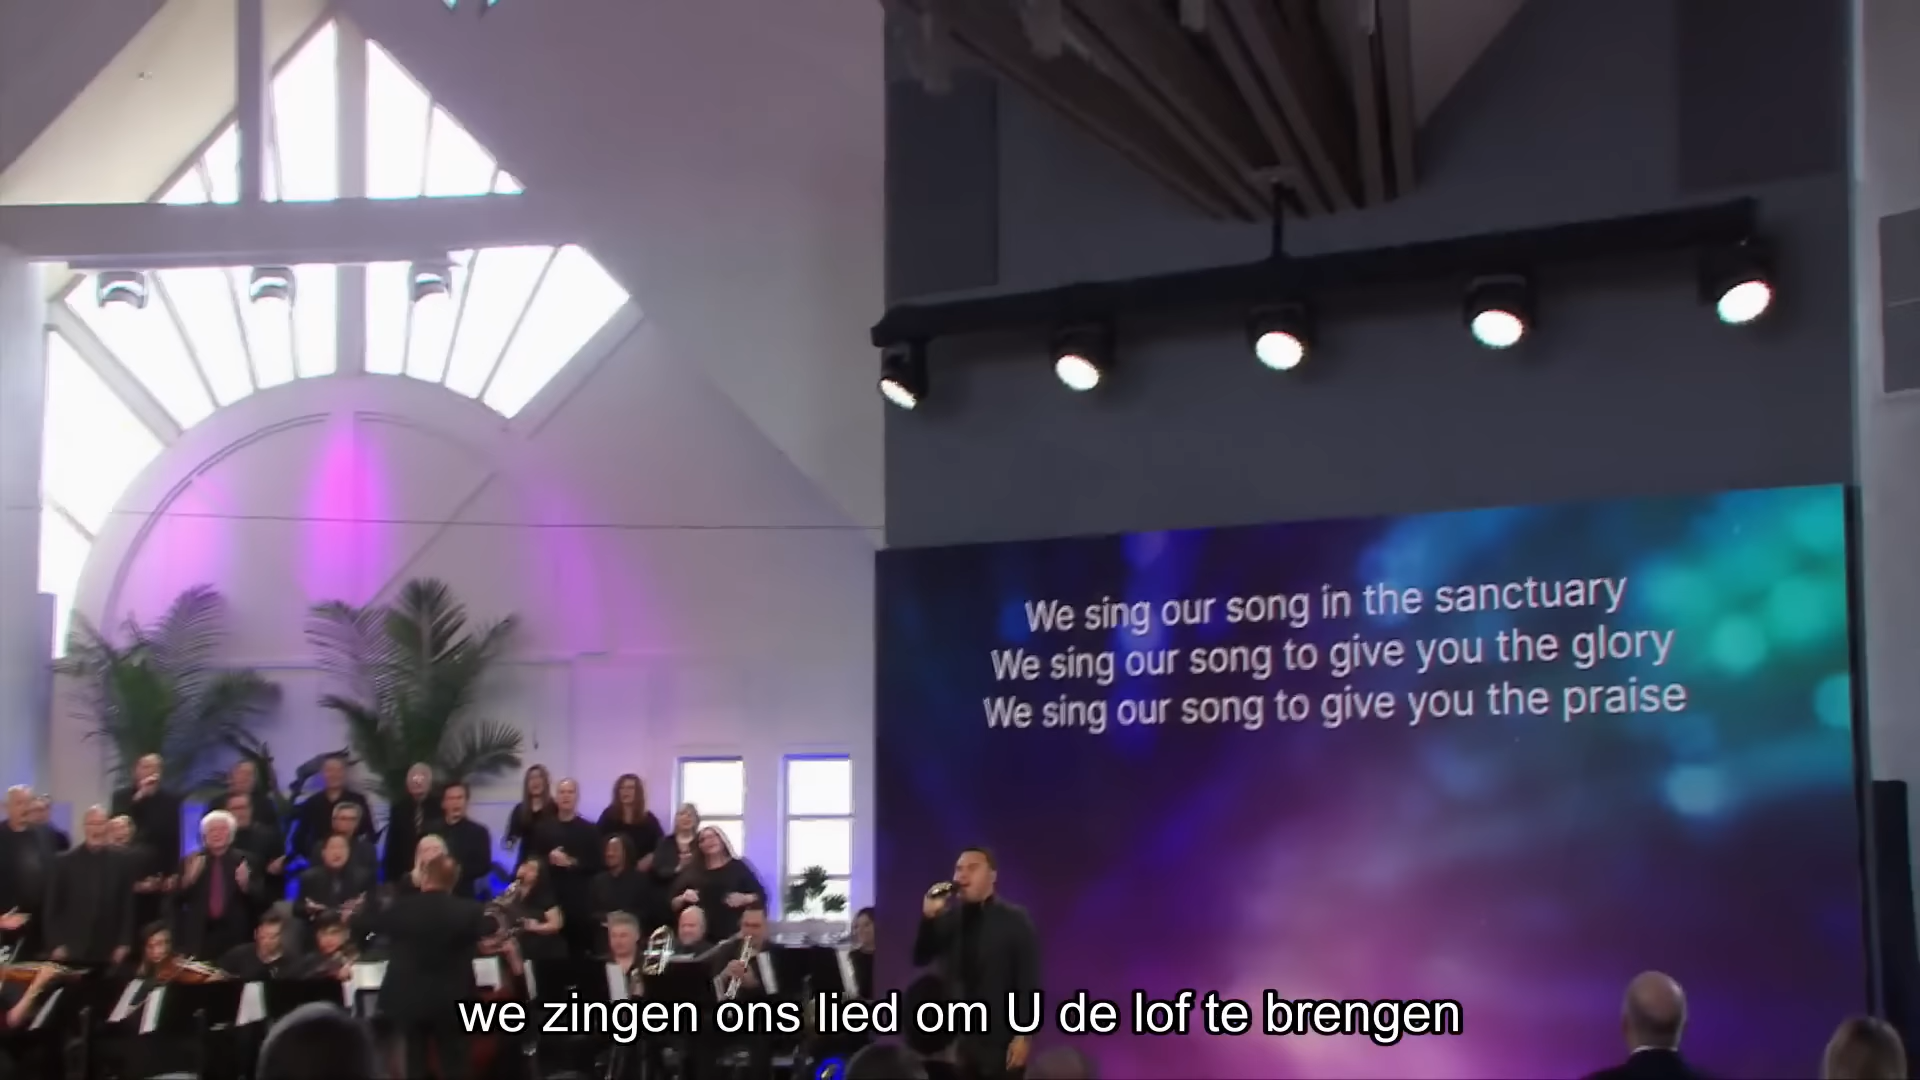 We sing our song in the sanctuary
We sing our song to give you the glory
We sing our song to give you the praise
we zingen ons lied om U de lof te brengen